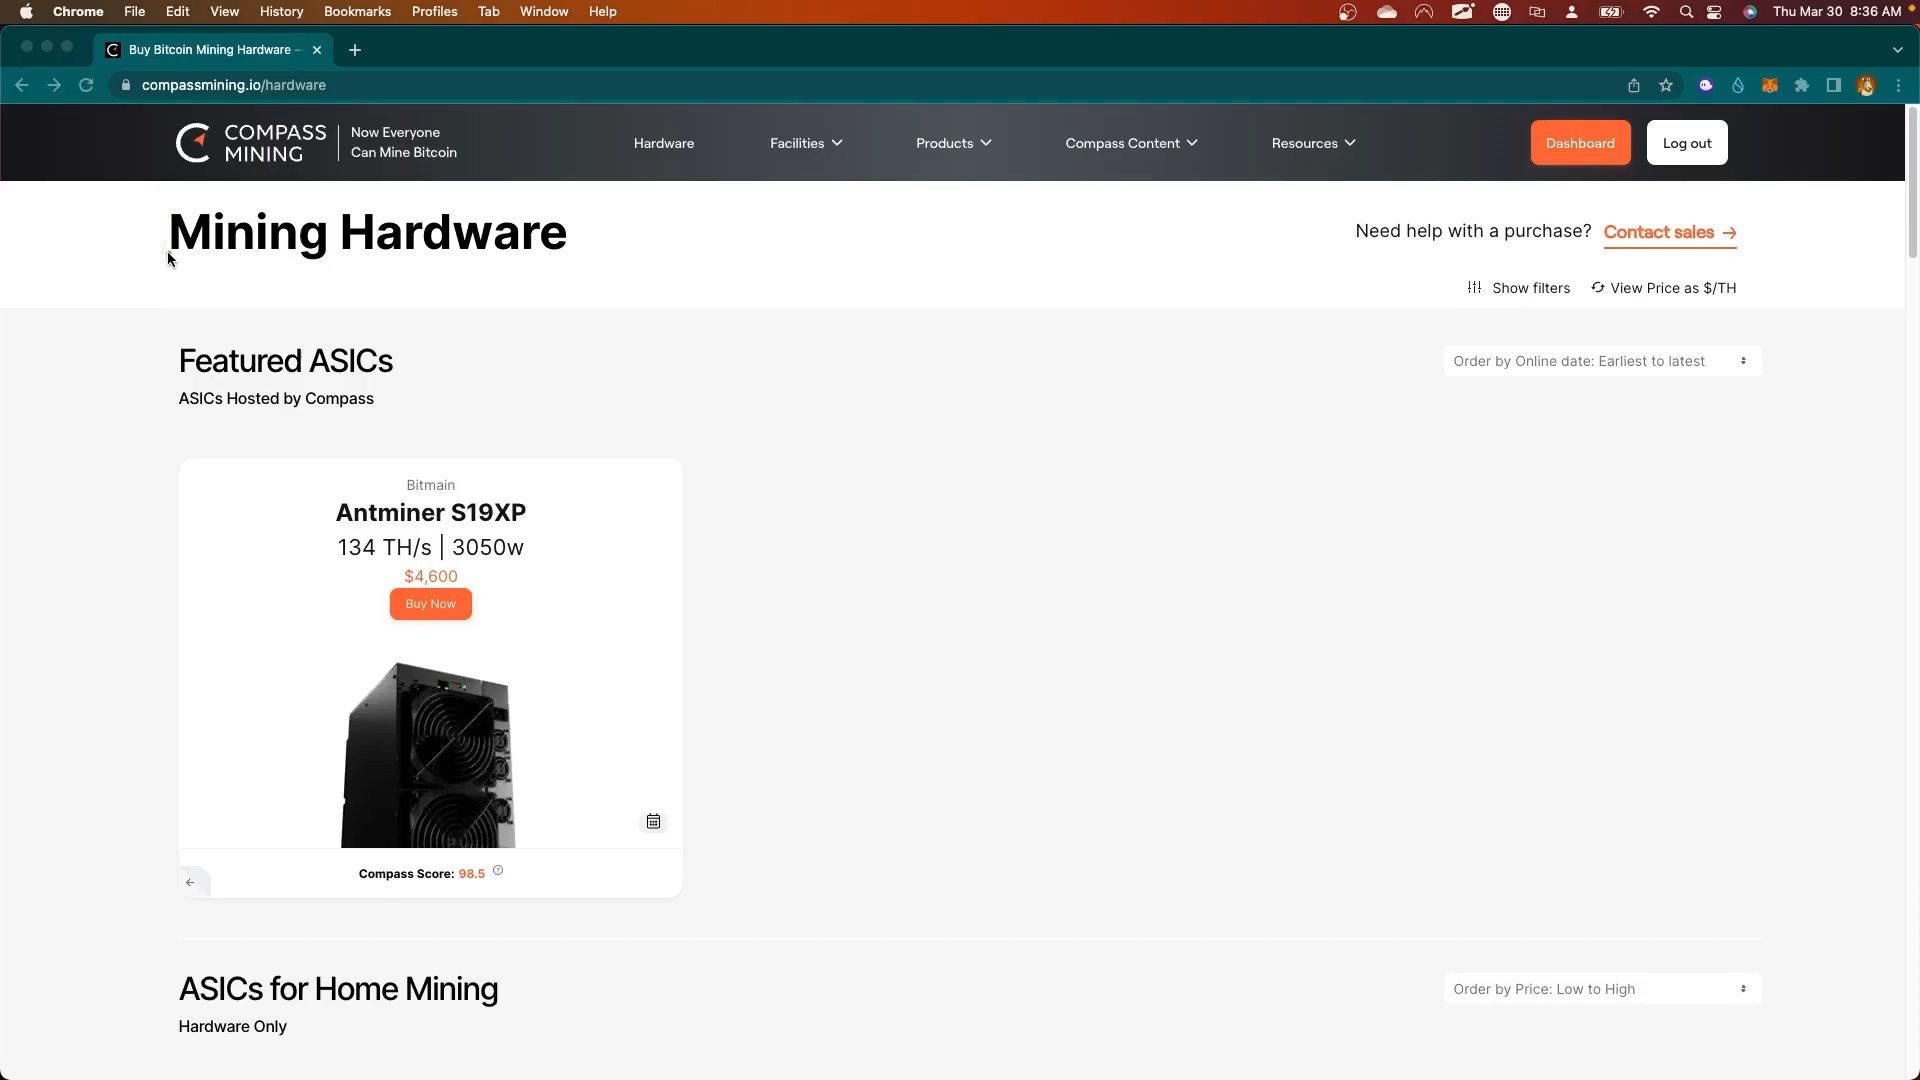 Chrome File Edit View History Bookmarks Profiles Tab Window Help Thu Mar 30 8:36 AM
Buy Bitcoin Mining Hardware –
compassmining.io/hardware
COMPASS
MINING
Now Everyone
Can Mine Bitcoin
Hardware Facilities Products Compass Content Resources Dashboard Log out
Mining Hardware
Need help with a purchase? Contact sales →
Show filters View Price as $/TH
Featured ASICs
Order by Online date: Earliest to latest
ASICs Hosted by Compass
Bitmain
Antminer S19XP
134 TH/s | 3050w
$4,600
Buy Now
Compass Score: 98.5
ASICs for Home Mining
Order by Price: Low to High
Hardware Only